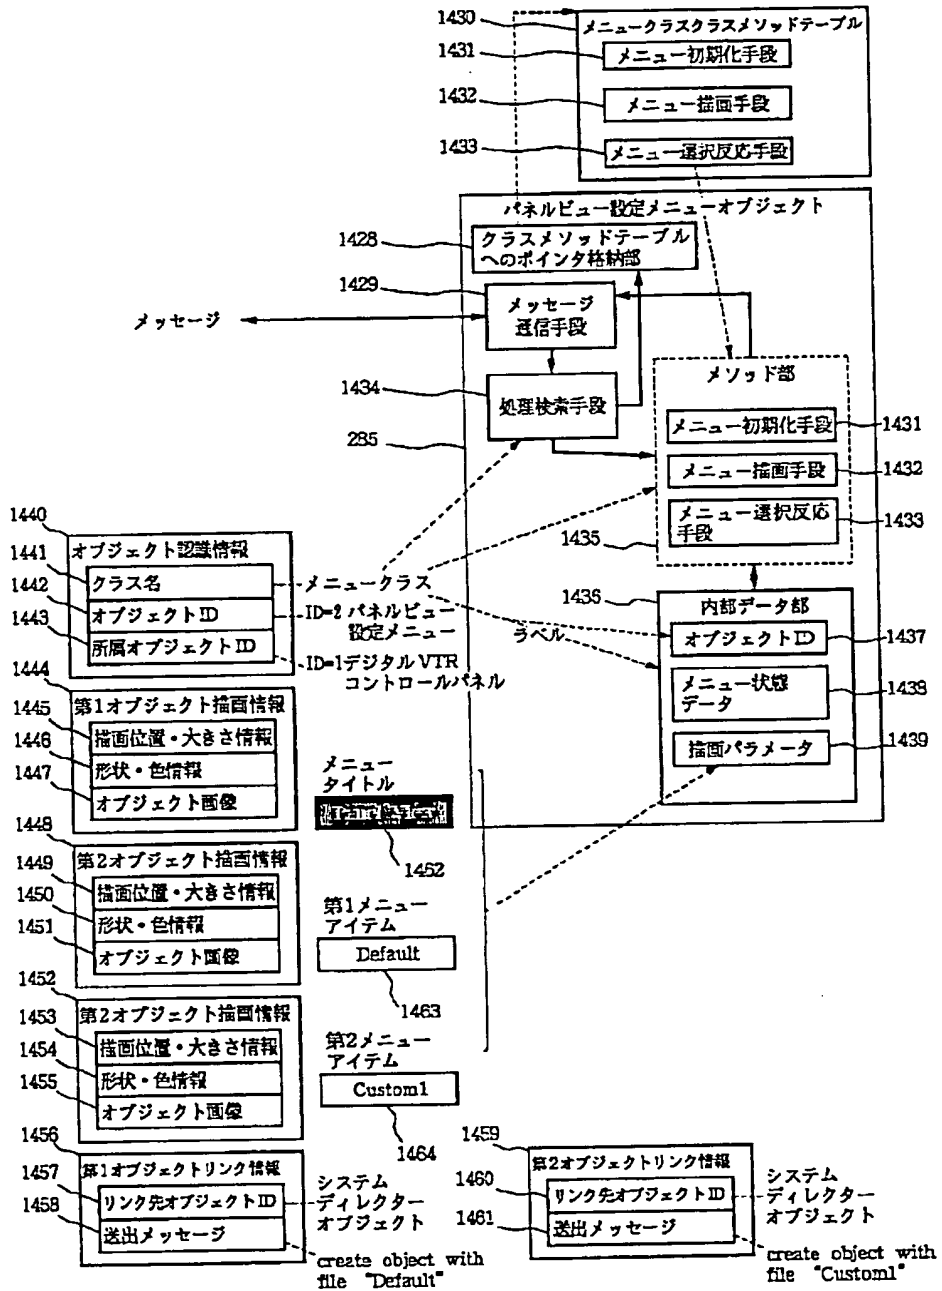 1430
メニュークラスクラスメソッドテーブル
1431
メニュー初期化手段
1432
メニュー描画手段
1433
メニュー選択反応手段
パネルビュー設定メニューオブジェクト
1428
クラスメソッドテーブル
へのポインタ格納部
1429
メッセージ
通信手段
メッセージ
1434
処理検索手段
285
メソッド部
メニュー初期化手段
1431
メニュー描画手段
1432
メニュー選択反応
手段
1433
1435
1436
内部データ部
オブジェクトID
1437
メニュー状態
データ
1438
描画パラメータ
1439
ラベル
1440
オブジェクト認識情報
1441
クラス名
メニュークラス
1442
オブジェクトID
ID=2 パネルビュー
設定メニュー
1443
所属オブジェクトID
ID=1デジタルVTR
コントロールパネル
1444
第1オブジェクト描画情報
1445
描画位置・大きさ情報
1446
形状・色情報
1447
オブジェクト画像
メニュー
タイトル
1462
1448
第2オブジェクト描画情報
1449
描画位置・大きさ情報
1450
形状・色情報
1451
オブジェクト画像
第1メニュー
アイテム
Default
1463
1452
第2オブジェクト描画情報
1453
描画位置・大きさ情報
1454
形状・色情報
1455
オブジェクト画像
第2メニュー
アイテム
Custom1
1464
1456
第1オブジェクトリンク情報
1457
リンク先オブジェクトID
1458
送出メッセージ
システム
ディレクター
オブジェクト
create object with
file "Default"
1459
第2オブジェクトリンク情報
1460
リンク先オブジェクトID
1461
送出メッセージ
システム
ディレクター
オブジェクト
create object with
file "Custom1"